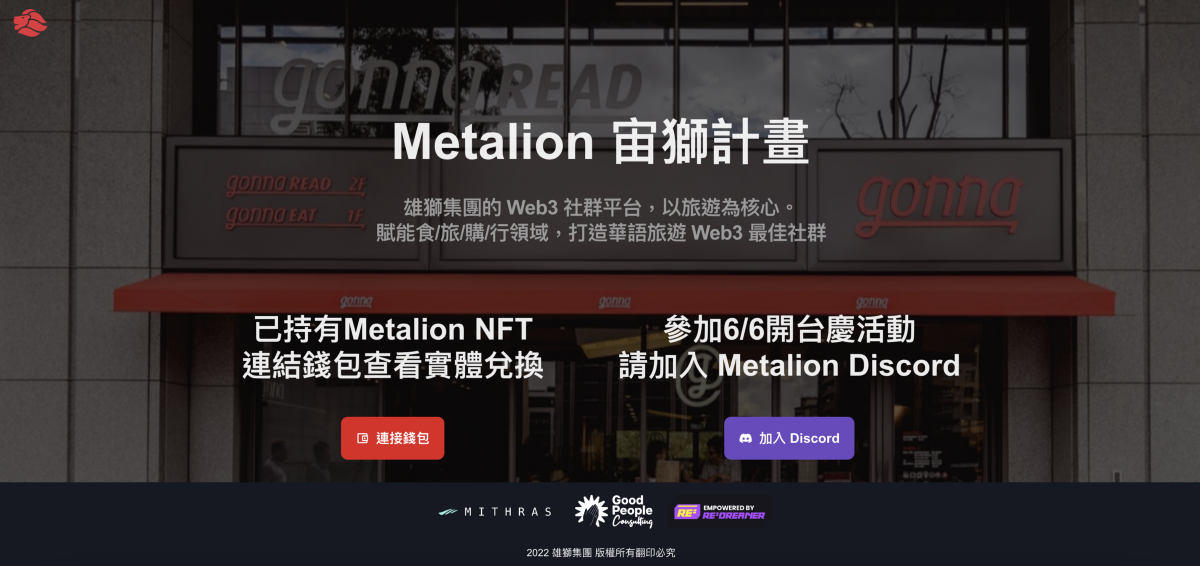 gonna READ
Metalion 宙獅計畫
gonna READ 2F
gonna EAT 1F
gonna
雄獅集團的 Web3 社群平台，以旅遊為核心。
賦能食/旅/購/行領域，打造華語旅遊 Web3 最佳社群
gonna
gonna
gonna
已持有Metalion NFT
連結錢包查看實體兌換
參加6/6開台慶活動
請加入 Metalion Discord
連接錢包
加入 Discord
MITHRAS
Good
People
Consulting
RE:
EMPOWERED BY
RE:DREAMER
2022 雄獅集團 版權所有翻印必究